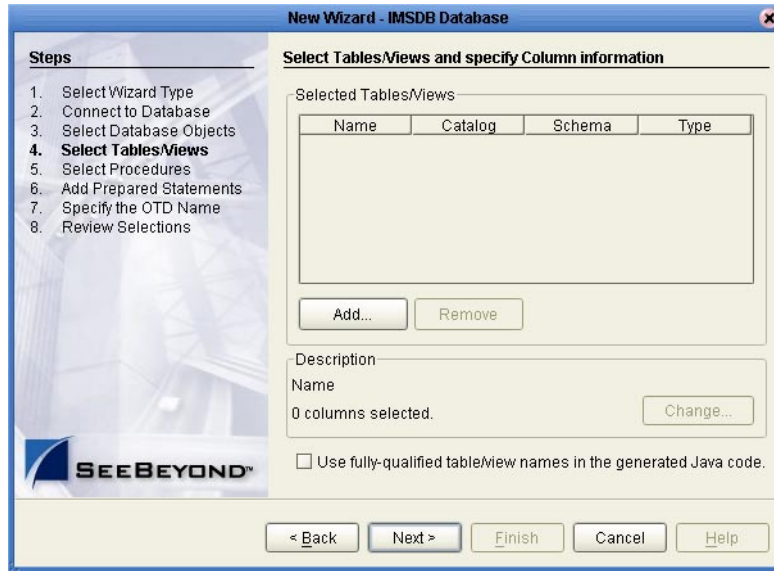 New Wizard - IMSDB Database
Steps
1. Select Wizard Type
2. Connect to Database
3. Select Database Objects
4. Select Tables/Views
5. Select Procedures
6. Add Prepared Statements
7. Specify the OTD Name
8. Review Selections
SEEBEYOND™
Select Tables/Views and specify Column information
Selected Tables/Views
Name Catalog Schema Type
Add... Remove
Description
Name
0 columns selected.
Change...
Use fully-qualified table/view names in the generated Java code.
< Back Next > Finish Cancel Help